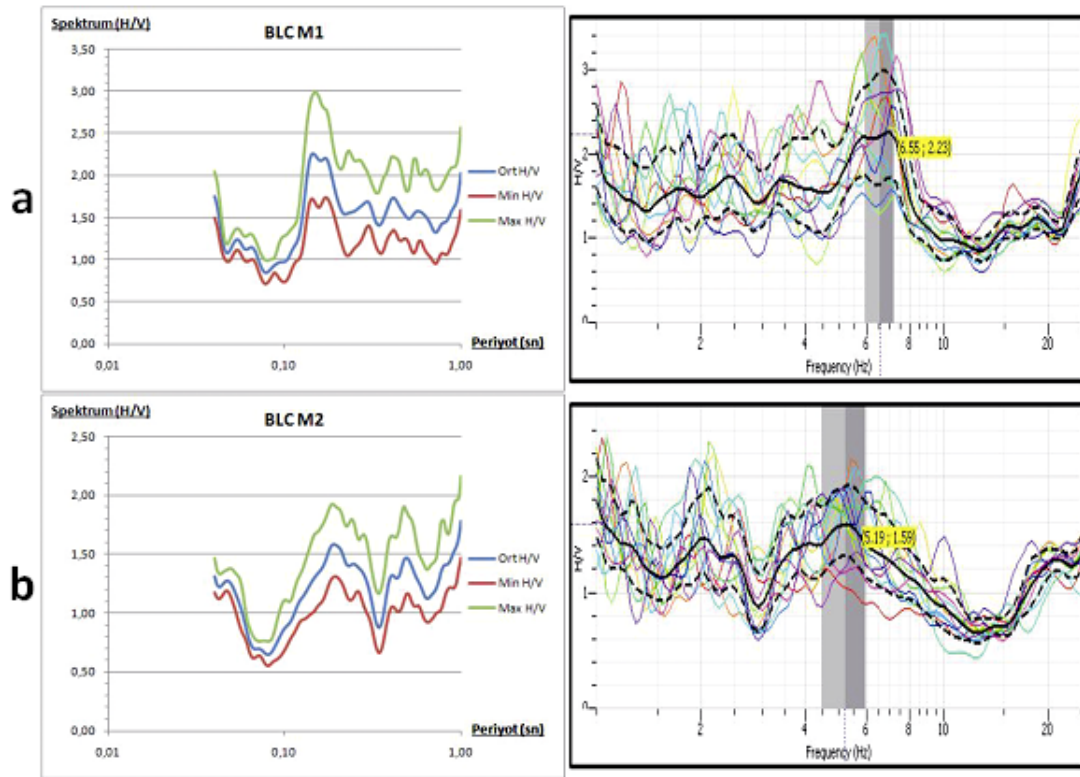 a
Spektrum (H/V)
BLC M1
3,50
3,00
2,50
2,00
1,50
1,00
0,50
0,00
0,01
0,10
1,00
Periyot (sn)
Ort H/V
Min H/V
Max H/V
H/V
3
2
1
0
(6.55 ; 2.23)
2
4
6
8
10
20
Frequency (Hz)
b
Spektrum (H/V)
BLC M2
2,50
2,00
1,50
1,00
0,50
0,00
0,01
0,10
1,00
Periyot (sn)
Ort H/V
Min H/V
Max H/V
H/V
2
1
0
(5.19 ; 1.59)
2
4
6
8
10
20
Frequency (Hz)